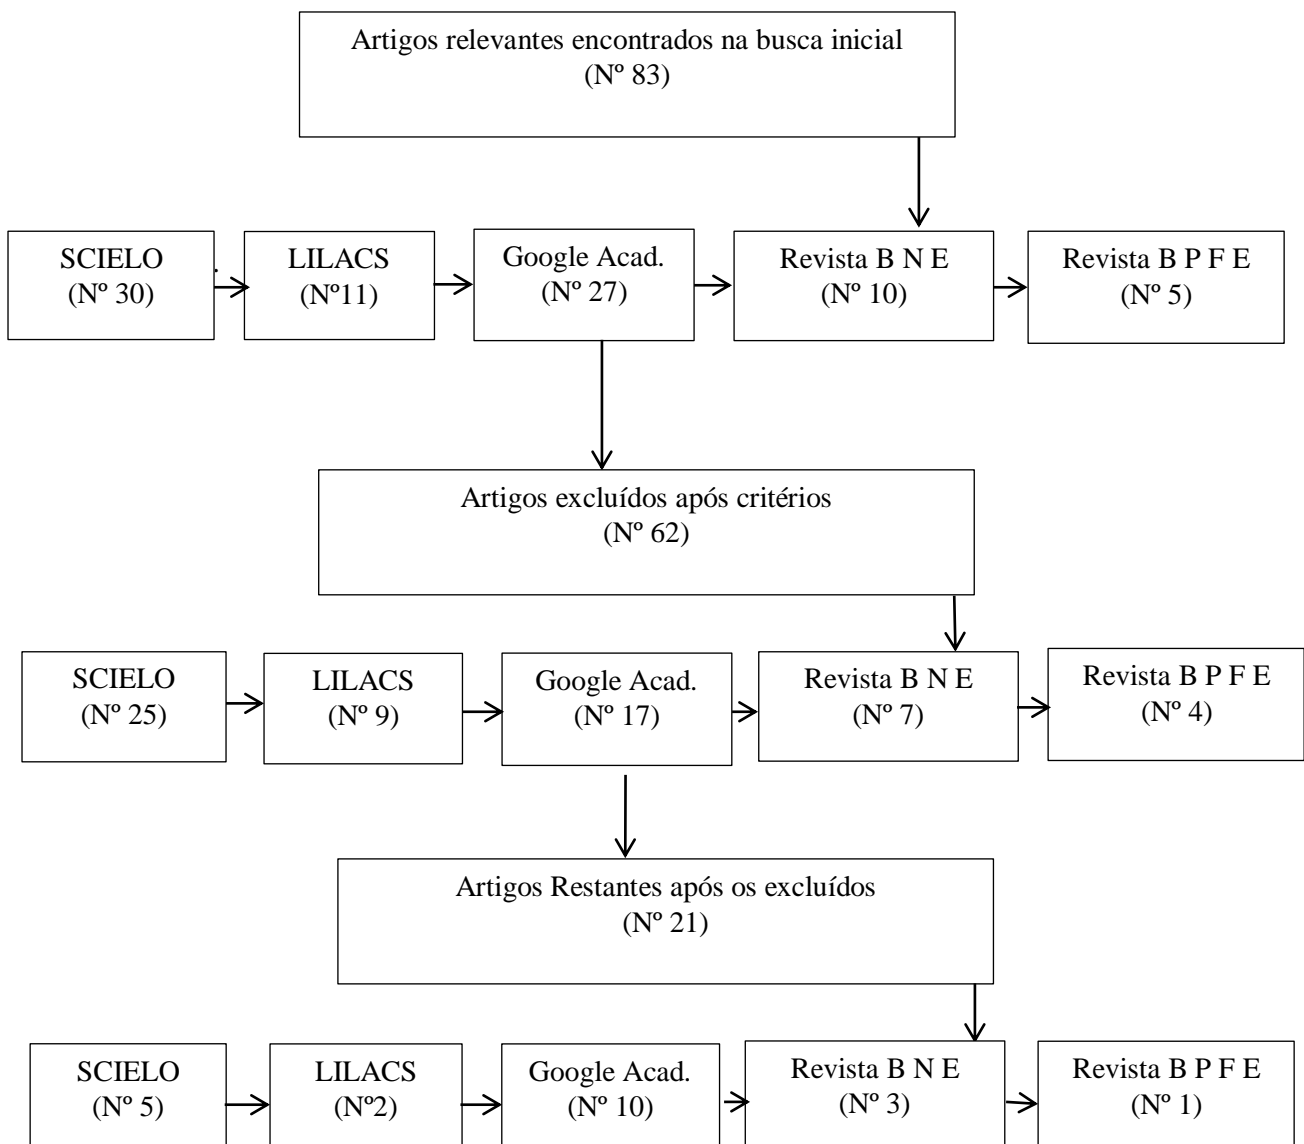 Artigos relevantes encontrados na busca inicial
(Nº 83)
SCIELO
(Nº 30)
LILACS
(Nº11)
Google Acad.
(Nº 27)
Revista B N E
(Nº 10)
Revista B P F E
(Nº 5)
Artigos excluídos após critérios
(Nº 62)
SCIELO
(Nº 25)
LILACS
(Nº 9)
Google Acad.
(Nº 17)
Revista B N E
(Nº 7)
Revista B P F E
(Nº 4)
Artigos Restantes após os excluídos
(Nº 21)
SCIELO
(Nº 5)
LILACS
(Nº2)
Google Acad.
(Nº 10)
Revista B N E
(Nº 3)
Revista B P F E
(Nº 1)